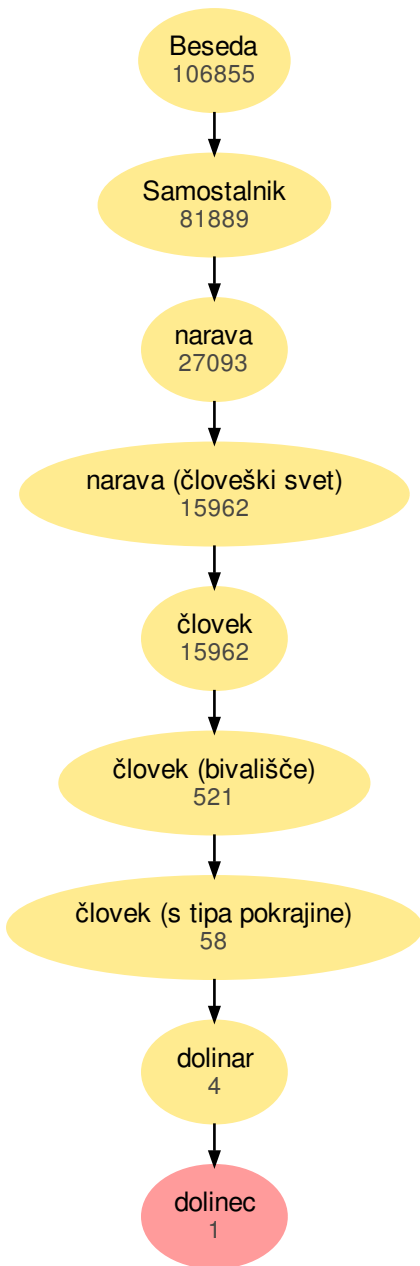 Beseda
106855
Samostalnik
81889
narava
27093
narava (človeški svet)
15962
človek
15962
človek (bivališče)
521
človek (s tipa pokrajine)
58
dolinar
4
dolinec
1